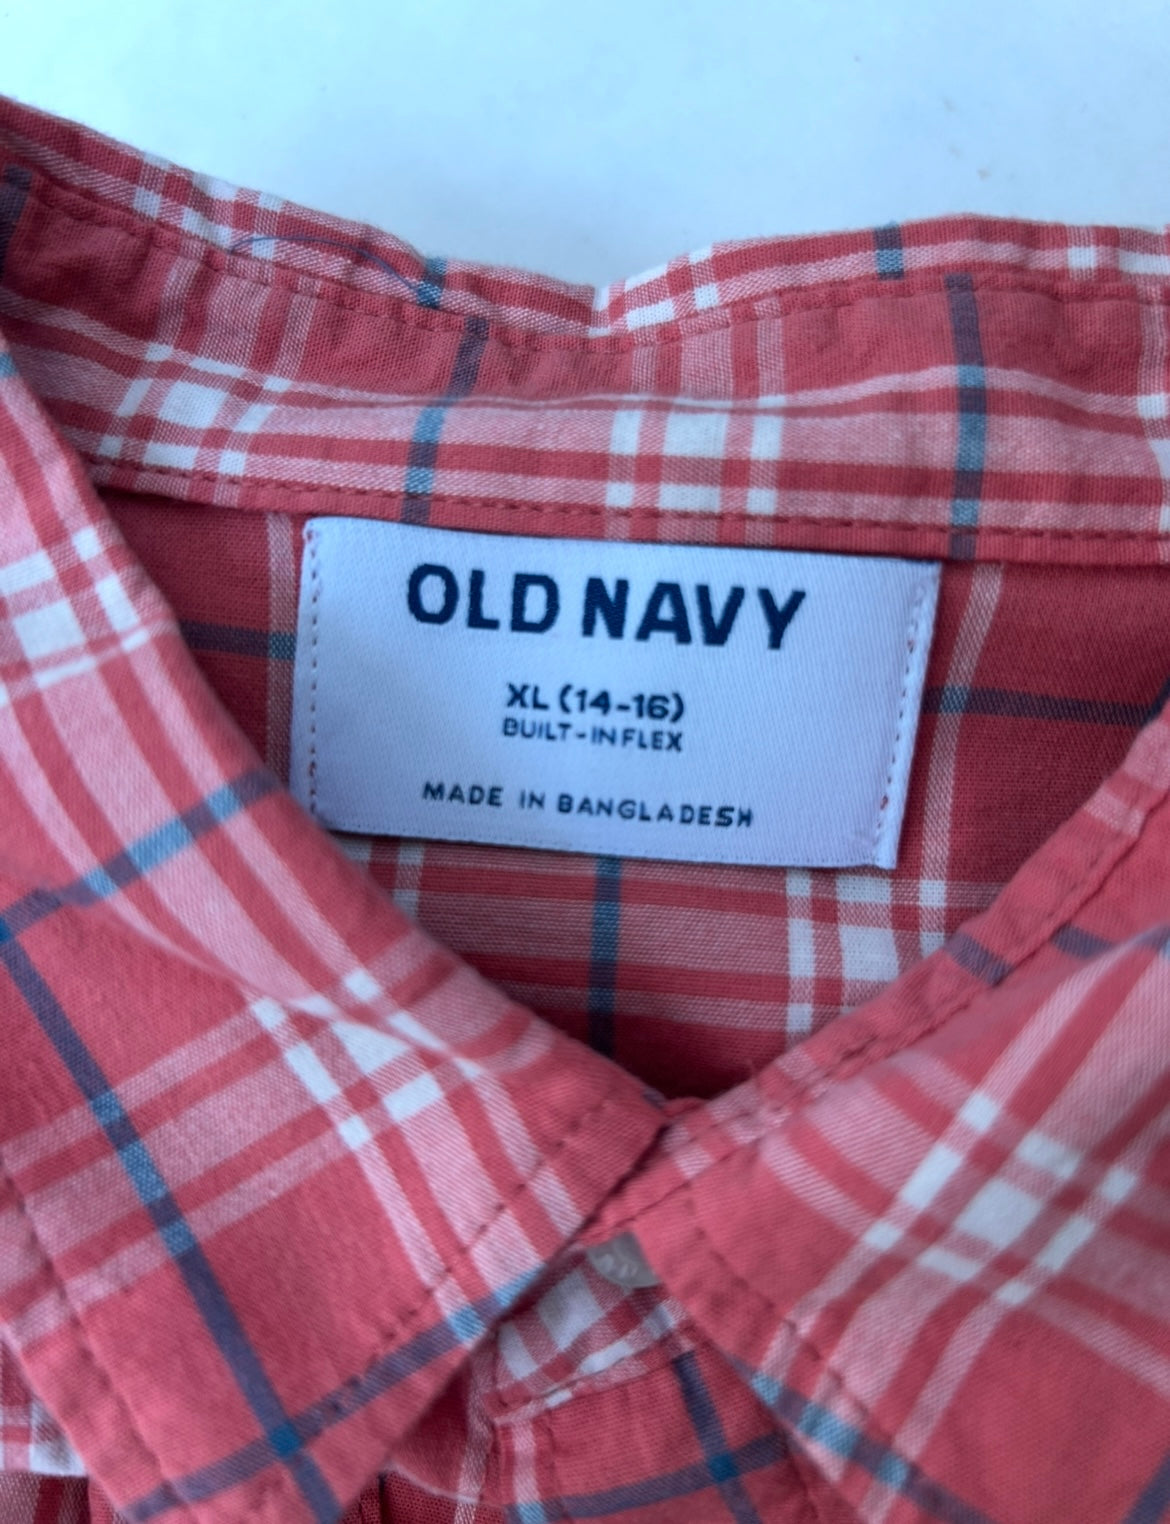 OLD NAVY
XL (14-16)
BUILT-IN FLEX
MADE IN BANGLADESH